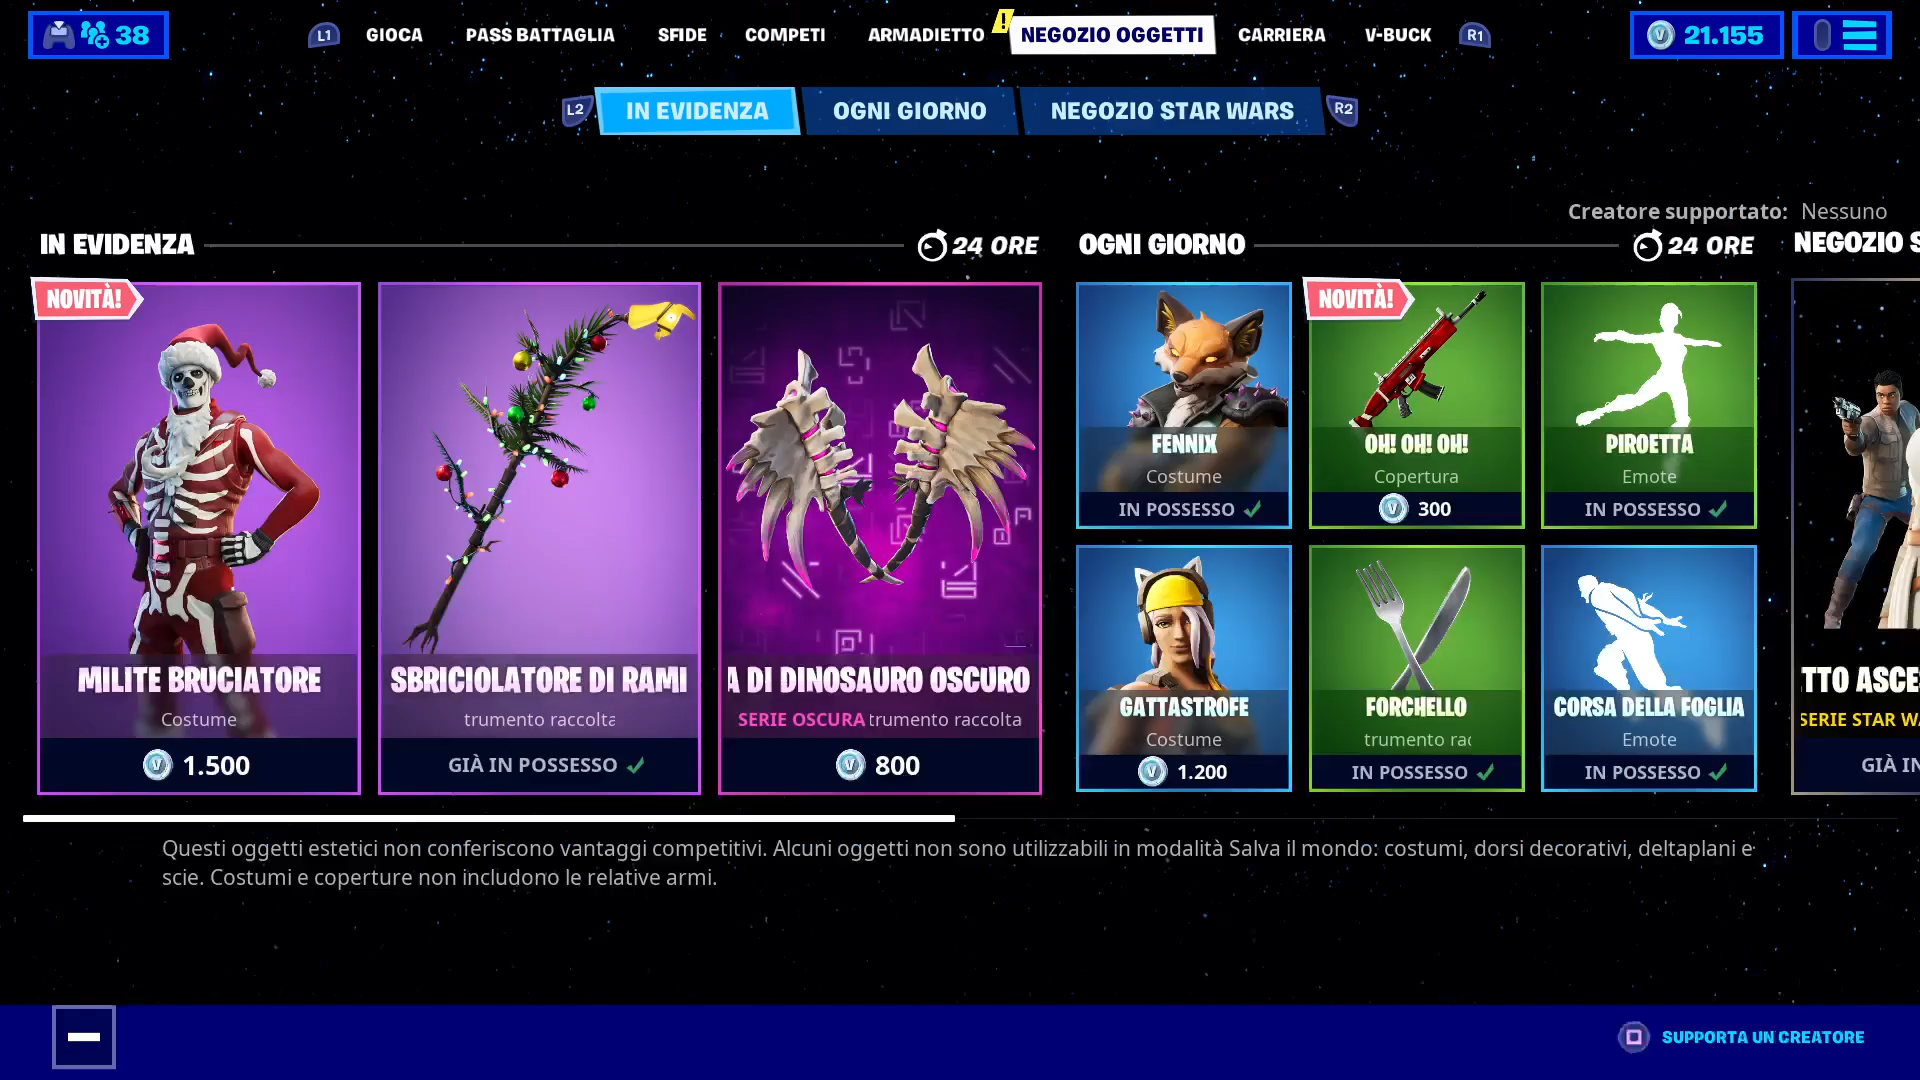 38
L1
GIOCA
PASS BATTAGLIA
SFIDE
COMPETI
ARMADIETTO
!
NEGOZIO OGGETTI
CARRIERA
V-BUCK
R1
21.155
L2
IN EVIDENZA
OGNI GIORNO
NEGOZIO STAR WARS
R2
Creatore supportato: Nessuno
IN EVIDENZA
24 ORE
OGNI GIORNO
24 ORE
NEGOZIO S
NOVITÀ!
MILITE BRUCIATORE
Costume
1.500
SBRICIOLATORE DI RAMI
trumento raccolta
GIÀ IN POSSESSO
A DI DINOSAURO OSCURO
SERIE OSCURA trumento raccolta
800
FENNIX
Costume
IN POSSESSO
NOVITÀ!
OH! OH! OH!
Copertura
300
PIROETTA
Emote
IN POSSESSO
GATTASTROFE
Costume
1.200
FORCHELLO
trumento rac
IN POSSESSO
CORSA DELLA FOGLIA
Emote
IN POSSESSO
TTO ASCE
SERIE STAR WA
GIÀ IN
Questi oggetti estetici non conferiscono vantaggi competitivi. Alcuni oggetti non sono utilizzabili in modalità Salva il mondo: costumi, dorsi decorativi, deltaplani e
scie. Costumi e coperture non includono le relative armi.
SUPPORTA UN CREATORE